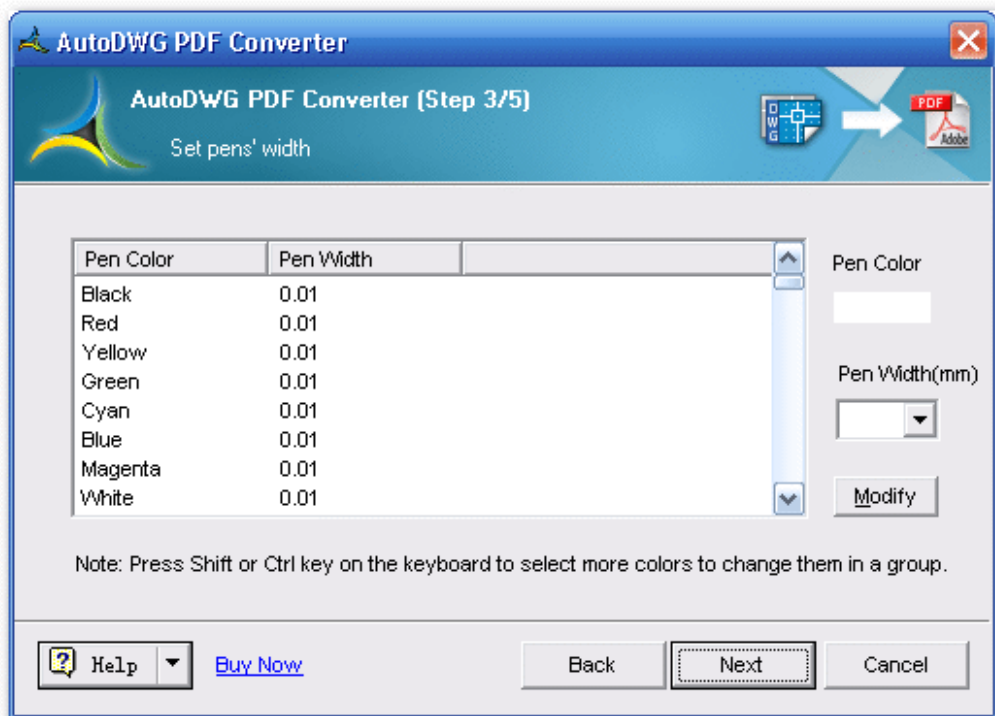 AutoDWG PDF Converter
AutoDWG PDF Converter (Step 3/5)
Set pens' width
DWG
PDF
Adobe
Pen Color Pen Width
Black 0.01
Red 0.01
Yellow 0.01
Green 0.01
Cyan 0.01
Blue 0.01
Magenta 0.01
White 0.01
Pen Color
Pen Width(mm)
Modify
Note: Press Shift or Ctrl key on the keyboard to select more colors to change them in a group.
Help Buy Now Back Next Cancel